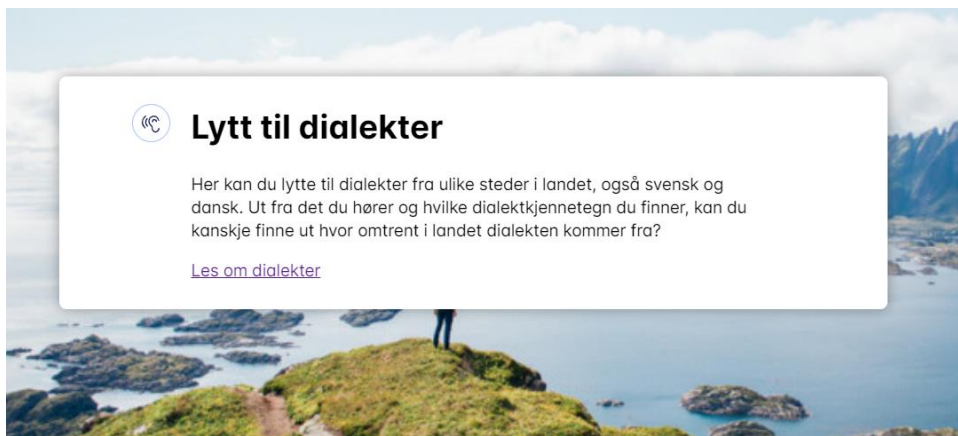 Lytt til dialekter
Her kan du lytte til dialekter fra ulike steder i landet, også svensk og
dansk. Ut fra det du hører og hvilke dialektkjennetegn du finner, kan du
kanskje finne ut hvor omtrent i landet dialekten kommer fra?
Les om dialekter